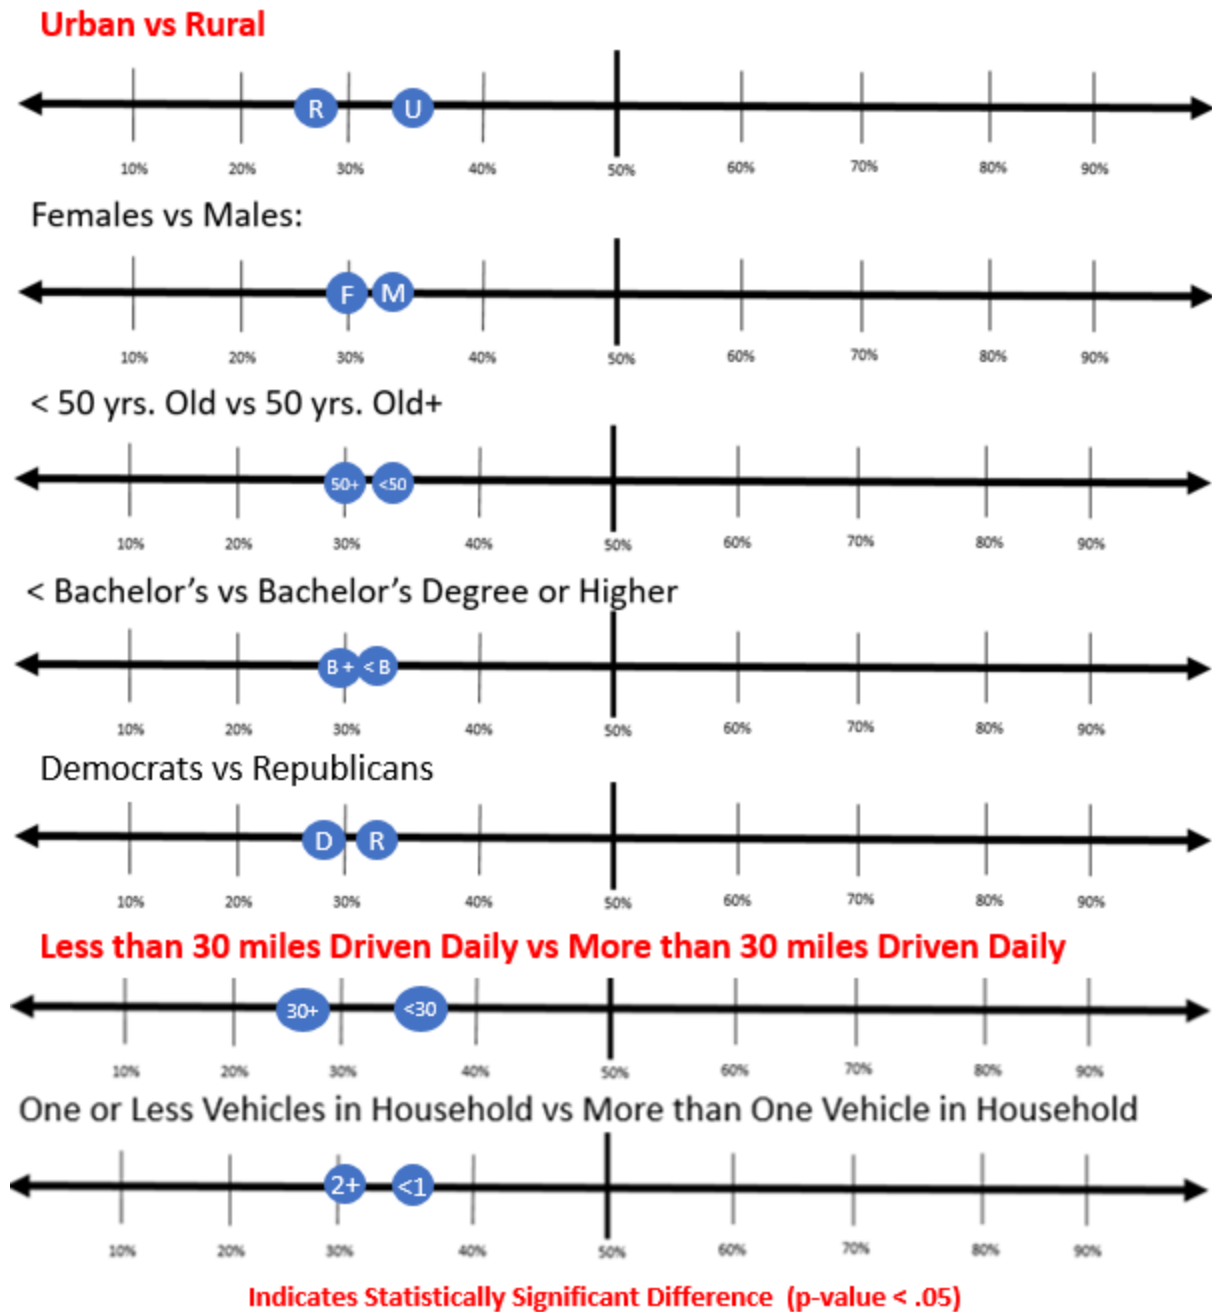 Urban vs Rural
R U
10% 20% 30% 40% 50% 60% 70% 80% 90%
Females vs Males:
F M
10% 20% 30% 40% 50% 60% 70% 80% 90%
< 50 yrs. Old vs 50 yrs. Old+
50+ <50
10% 20% 30% 40% 50% 60% 70% 80% 90%
< Bachelor’s vs Bachelor’s Degree or Higher
B + < B
10% 20% 30% 40% 50% 60% 70% 80% 90%
Democrats vs Republicans
D R
10% 20% 30% 40% 50% 60% 70% 80% 90%
Less than 30 miles Driven Daily vs More than 30 miles Driven Daily
30+ <30
10% 20% 30% 40% 50% 60% 70% 80% 90%
One or Less Vehicles in Household vs More than One Vehicle in Household
2+ <1
10% 20% 30% 40% 50% 60% 70% 80% 90%
Indicates Statistically Significant Difference (p-value < .05)